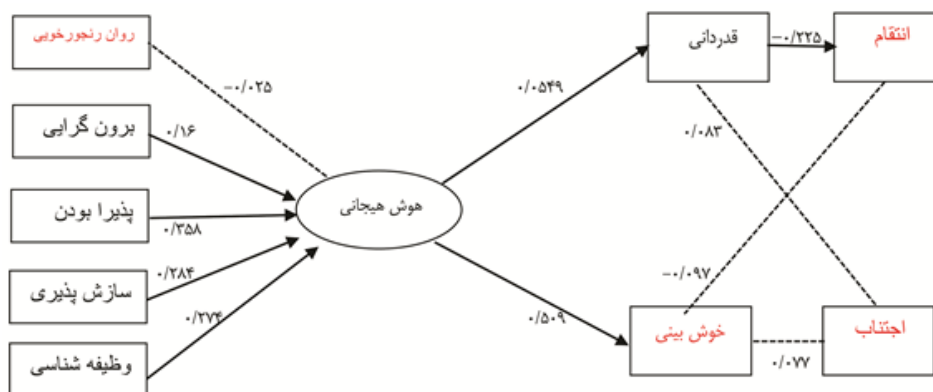 روان رنجورخویی
برون گرایی
پذیرا بودن
سازش پذیری
وظیفه شناسی
-۰/۰۲۵
۰/۱۶
۰/۳۵۸
۰/۲۸۴
۰/۲۷۴
هوش هیجانی
۰/۰۵۴۹
۰/۵۰۹
قدردانی
-۰/۲۲۵
انتقام
۰/۰۸۳
-۰/۰۹۷
خوش بینی
۰/۰۷۷
اجتناب